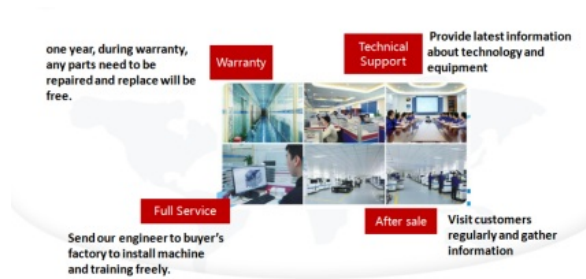 one year, during warranty,
any parts need to be
repaired and replace will be
free.
Warranty
Technical
Support
Provide latest information
about technology and
equipment
Full Service
Send our engineer to buyer's
factory to install machine
and training freely.
After sale
Visit customers
regularly and gather
information